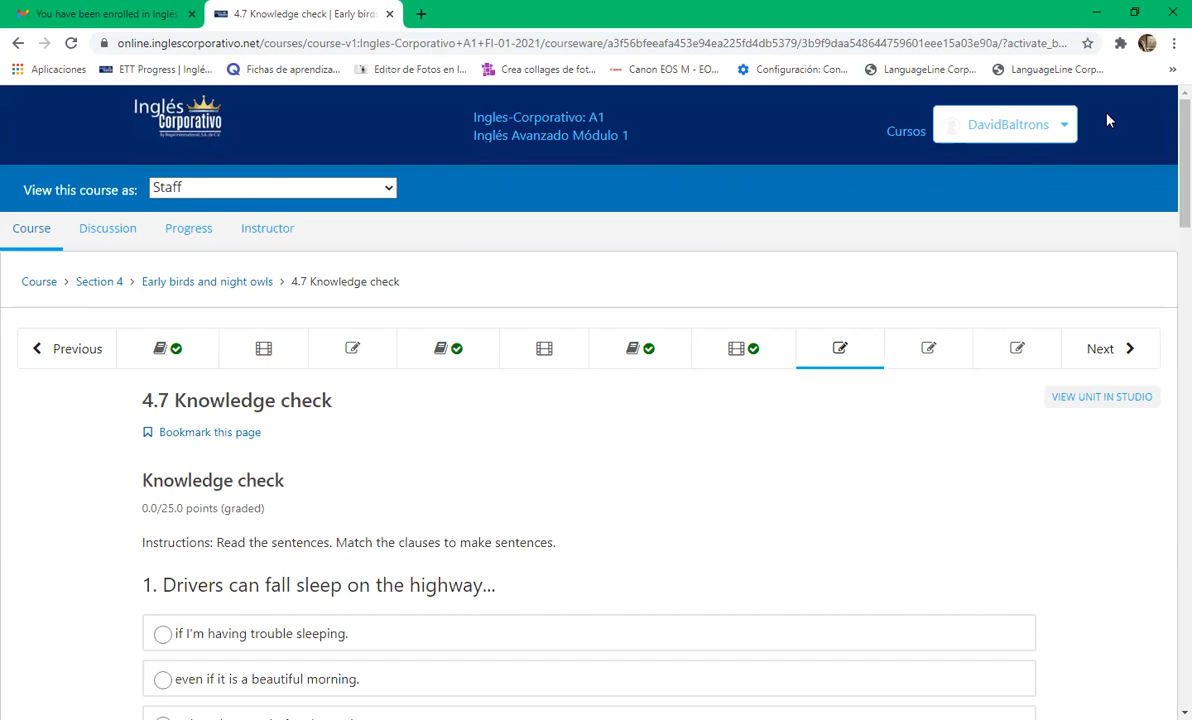 You have been enrolled in Inglés
4.7 Knowledge check | Early birds
online.inglescorporativo.net/courses/course-v1:Ingles-Corporativo+A1+FI-01-2021/courseware/a3f56bfeeafa453e94ea225fd4db5379/3b9f9daa548644759601eee15a03e90a/?activate_b...
Aplicaciones
ETT Progress | Inglé...
Fichas de aprendiza...
Editor de Fotos en l...
Crea collages de fot...
Canon EOS M - EO...
Configuración: Con...
LanguageLine Corp...
LanguageLine Corp...
»
Inglés
Corporativo
Ingles-Corporativo: A1
Inglés Avanzado Módulo 1
Cursos
DavidBaltrons
View this course as:
Staff
Course
Discussion
Progress
Instructor
Course > Section 4 > Early birds and night owls > 4.7 Knowledge check
Previous
Next
4.7 Knowledge check
VIEW UNIT IN STUDIO
Bookmark this page
Knowledge check
0.0/25.0 points (graded)
Instructions: Read the sentences. Match the clauses to make sentences.
1. Drivers can fall sleep on the highway...
if I'm having trouble sleeping.
even if it is a beautiful morning.